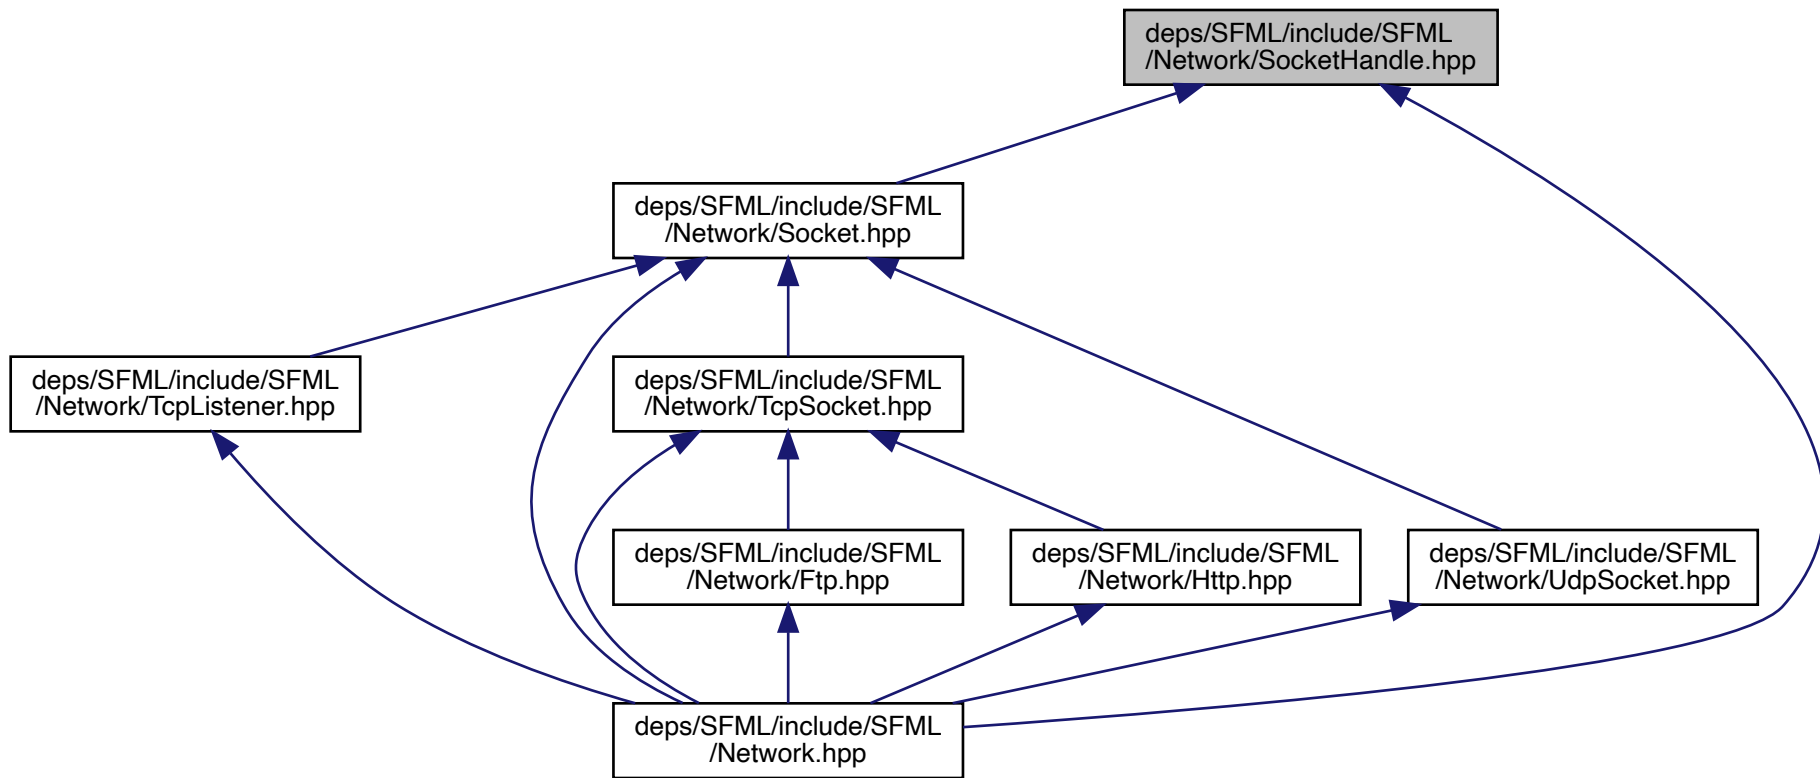 deps/SFML/include/SFML
/Network/SocketHandle.hpp
deps/SFML/include/SFML
/Network/Socket.hpp
deps/SFML/include/SFML
/Network/TcpListener.hpp
deps/SFML/include/SFML
/Network/TcpSocket.hpp
deps/SFML/include/SFML
/Network/Ftp.hpp
deps/SFML/include/SFML
/Network/Http.hpp
deps/SFML/include/SFML
/Network/UdpSocket.hpp
deps/SFML/include/SFML
/Network.hpp